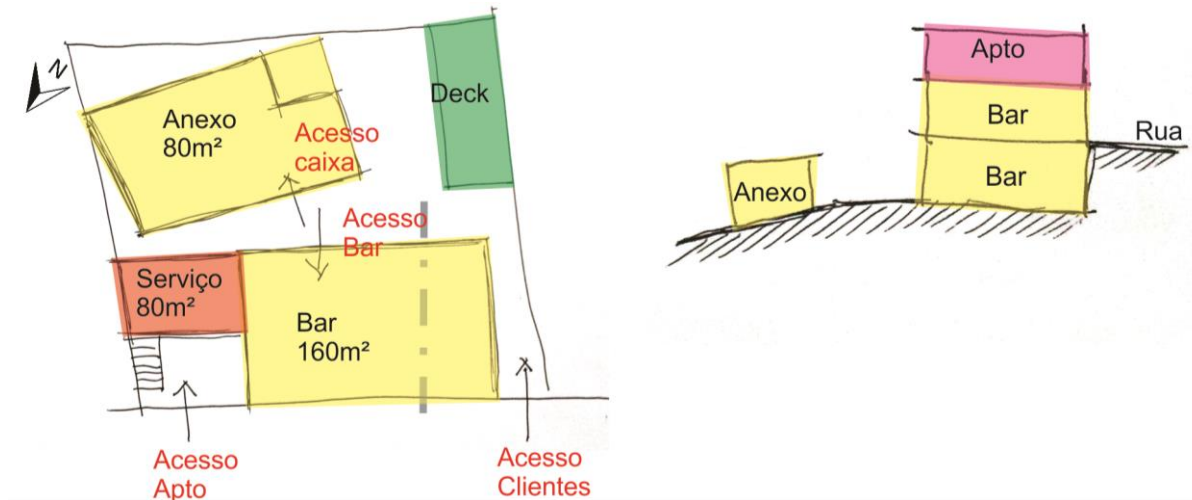 N
Anexo
80m²
Acesso
caixa
Deck
Acesso
Bar
Serviço
80m²
Bar
160m²
Acesso
Apto
Acesso
Clientes
Apto
Bar
Rua
Bar
Anexo